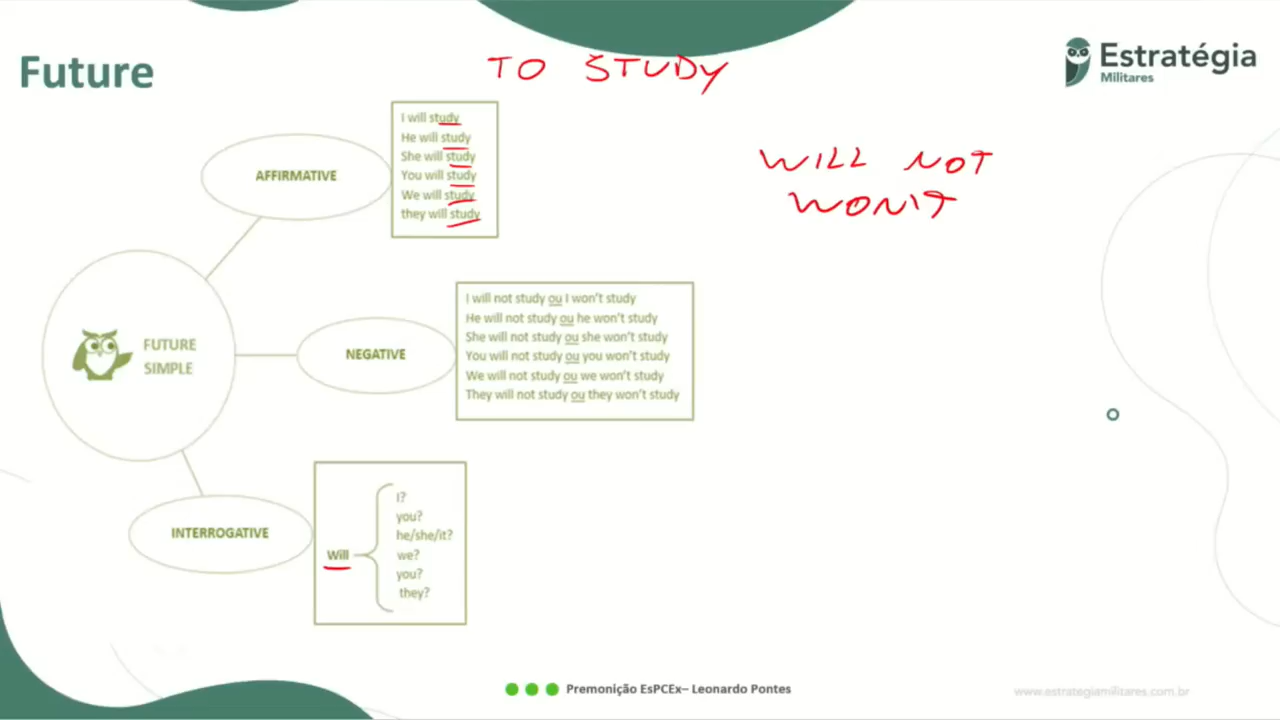 Future
TO STUDY
Estratégia
Militares
I will study
He will study
She will study
You will study
We will study
they will study
AFFIRMATIVE
WILL NOT
WON'T
I will not study ou I won't study
He will not study ou he won't study
She will not study ou she won't study
You will not study ou you won't study
We will not study ou we won't study
They will not study ou they won't study
NEGATIVE
FUTURE
SIMPLE
INTERROGATIVE
Will
I?
you?
he/she/it?
we?
you?
they?
Premonição EsPCEx– Leonardo Pontes
www.estrategiamilitares.com.br